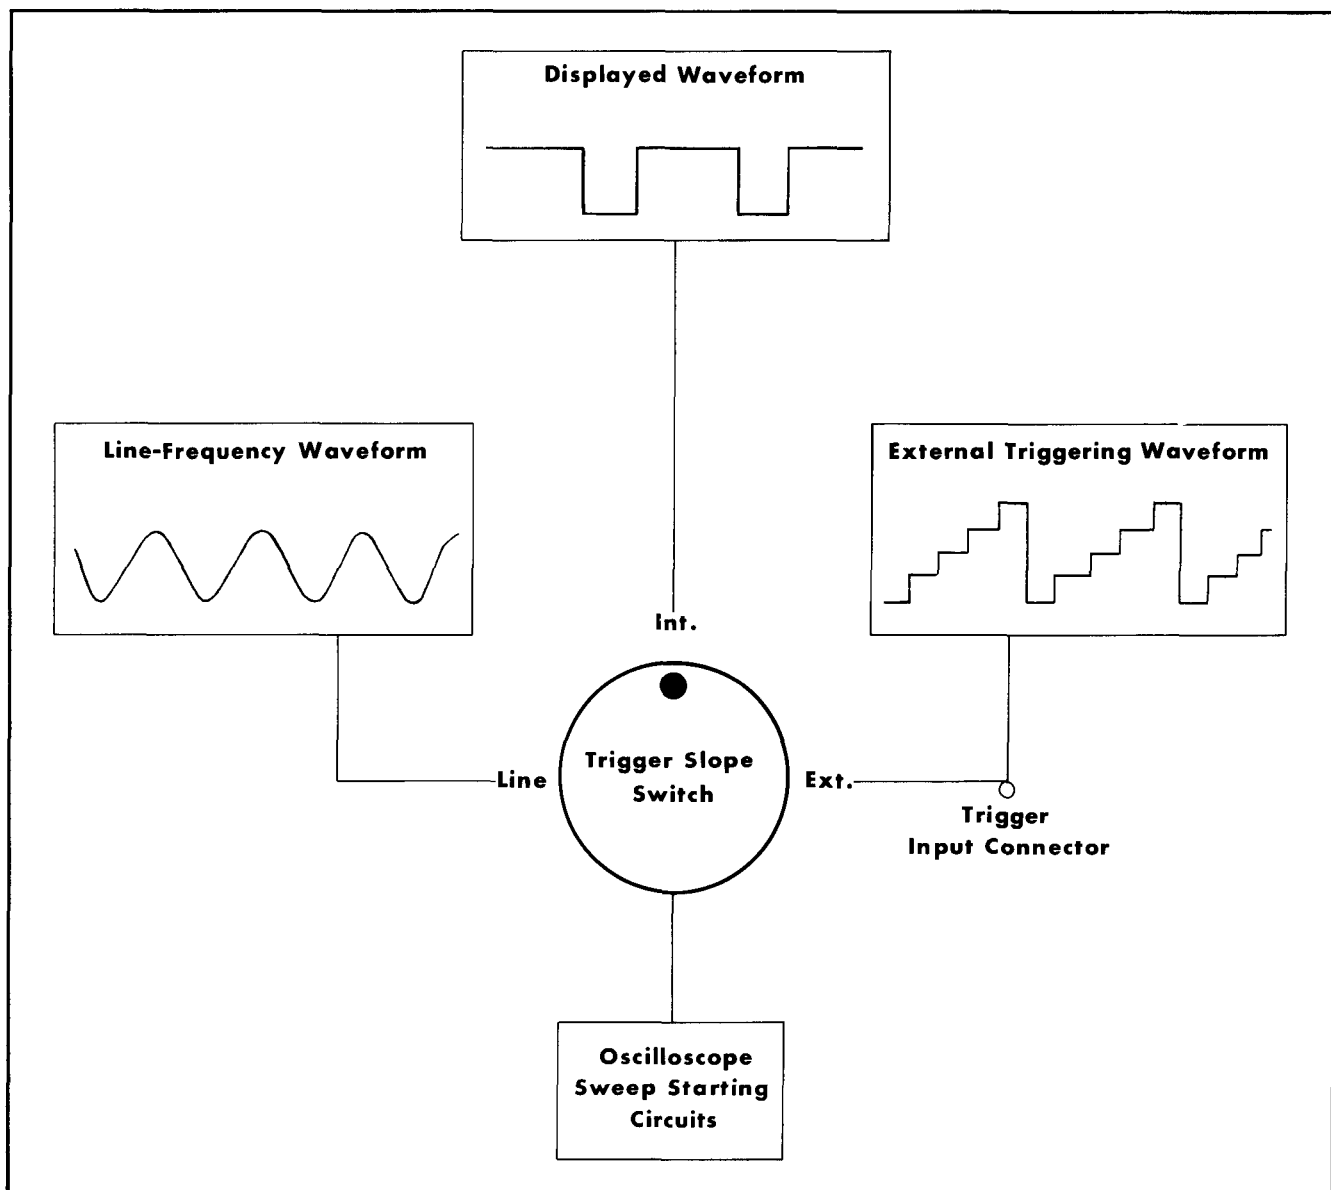 Displayed Waveform
Line-Frequency Waveform
External Triggering Waveform
Int.
Trigger Slope
Switch
Line
Ext.
Trigger
Input Connector
Oscilloscope
Sweep Starting
Circuits